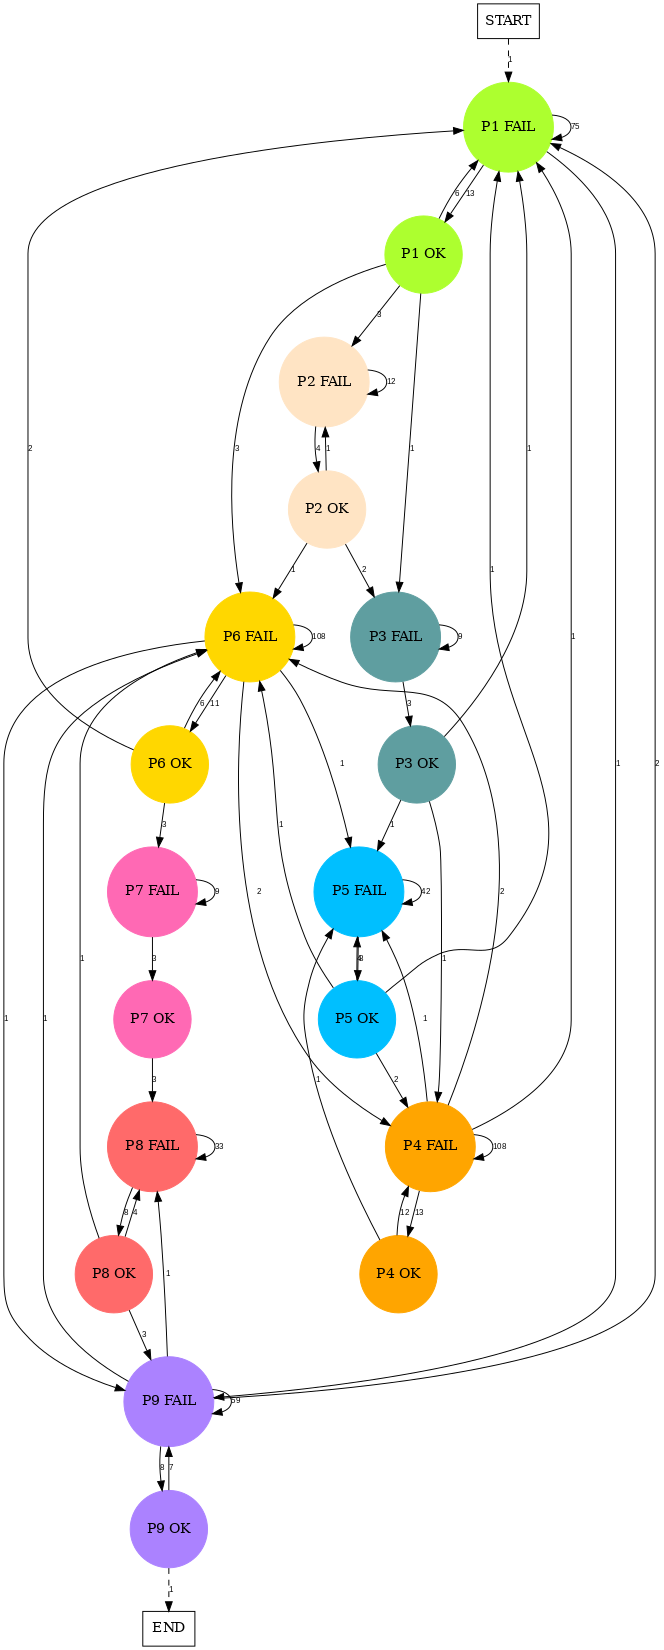 START
1
P1 FAIL
75
6
13
P1 OK
3
P2 FAIL
12
2
3
4
1
1
1
P2 OK
1
2
1
1
1
2
P6 FAIL
108
P3 FAIL
9
6
11
3
P6 OK
P3 OK
3
1
1
P7 FAIL
9
2
P5 FAIL
42
2
1
3
1
1
P7 OK
P5 OK
1
1
1
3
1
2
P8 FAIL
33
P4 FAIL
108
8
4
12
13
P8 OK
1
P4 OK
3
P9 FAIL
59
8
7
P9 OK
1
END